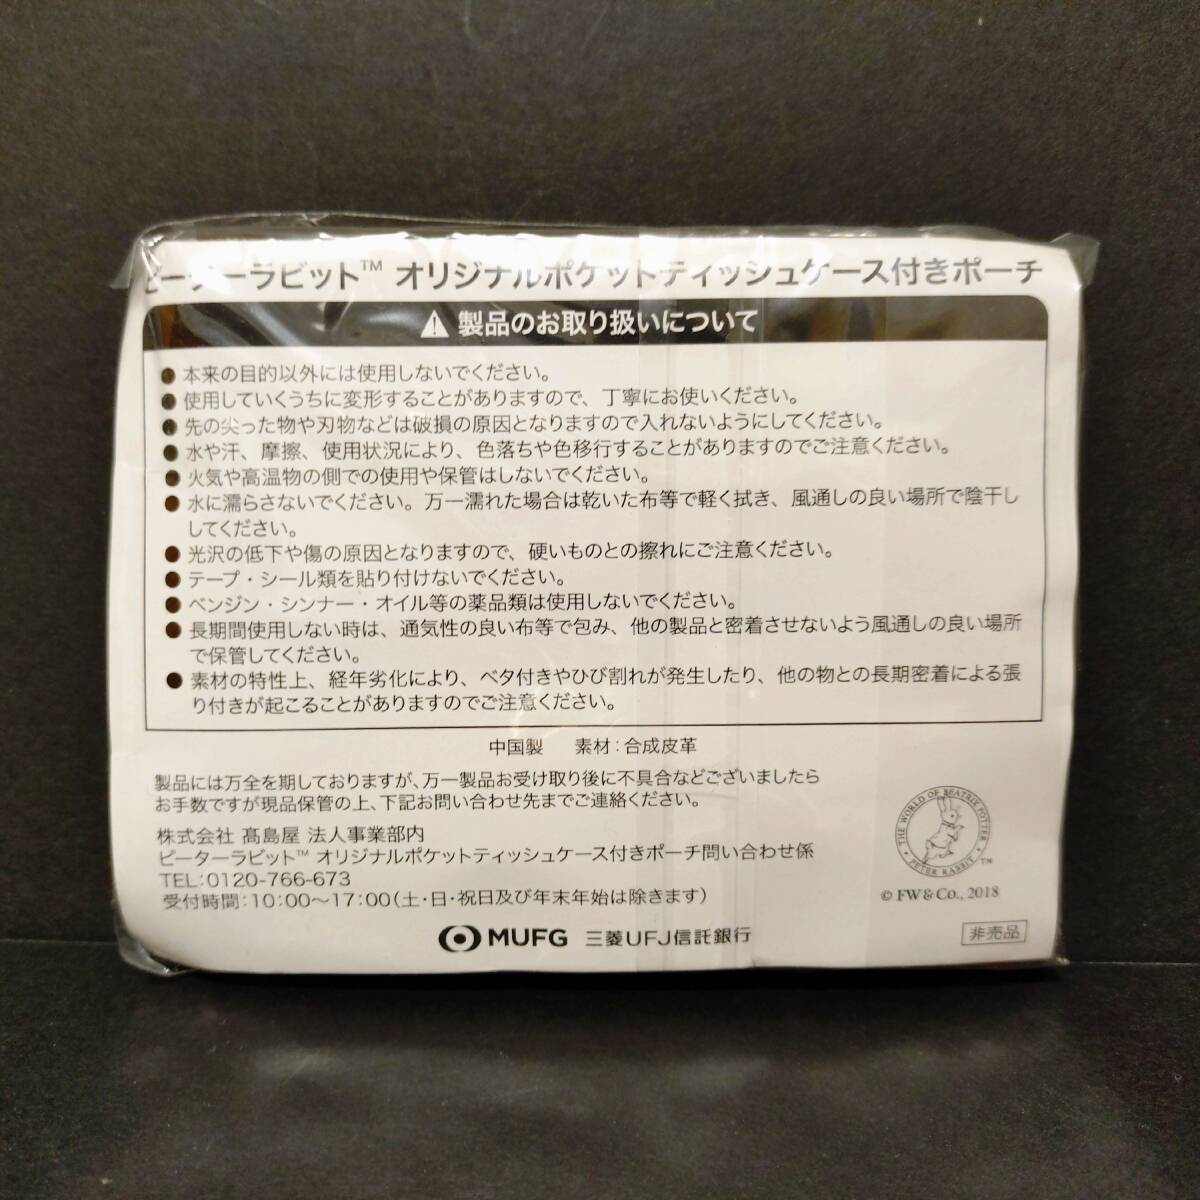 ピーターラビット™ オリジナルポケットティッシュケース付きポーチ
製品のお取り扱いについて
●本来の目的以外には使用しないでください。
●使用していくうちに変形することがありますので、丁寧にお使いください。
●先の尖った物や刃物などは破損の原因となりますので入れないようにしてください。
●水や汗、摩擦、使用状況により、色落ちや色移行することがありますのでご注意ください。
●火気や高温物の側での使用や保管はしないでください。
●水に濡らさないでください。万一濡れた場合は乾いた布等で軽く拭き、風通しの良い場所で陰干し
してください。
●光沢の低下や傷の原因となりますので、硬いものとの擦れにご注意ください。
●テープ・シール類を貼り付けないでください。
●ベンジン・シンナー・オイル等の薬品類は使用しないでください。
●長期間使用しない時は、通気性の良い布等で包み、他の製品と密着させないよう風通しの良い場所
で保管してください。
●素材の特性上、経年劣化により、ベタ付きやひび割れが発生したり、他の物との長期密着による張
り付きが起こることがありますのでご注意ください。
中国製 素材:合成皮革
製品には万全を期しておりますが、万一製品お受け取り後に不具合などございましたら
お手数ですが現品保管の上、下記お問い合わせ先までご連絡ください。
株式会社 髙島屋 法人事業部内
ピーターラビット™ オリジナルポケットティッシュケース付きポーチ問い合わせ係
TEL:0120-766-673
受付時間:10:00〜17:00(土・日・祝日及び年末年始は除きます)
THE WORLD OF BEATRIX POTTER
PETER RABBIT ™
© FW & Co., 2018
MUFG 三菱UFJ信託銀行
非売品